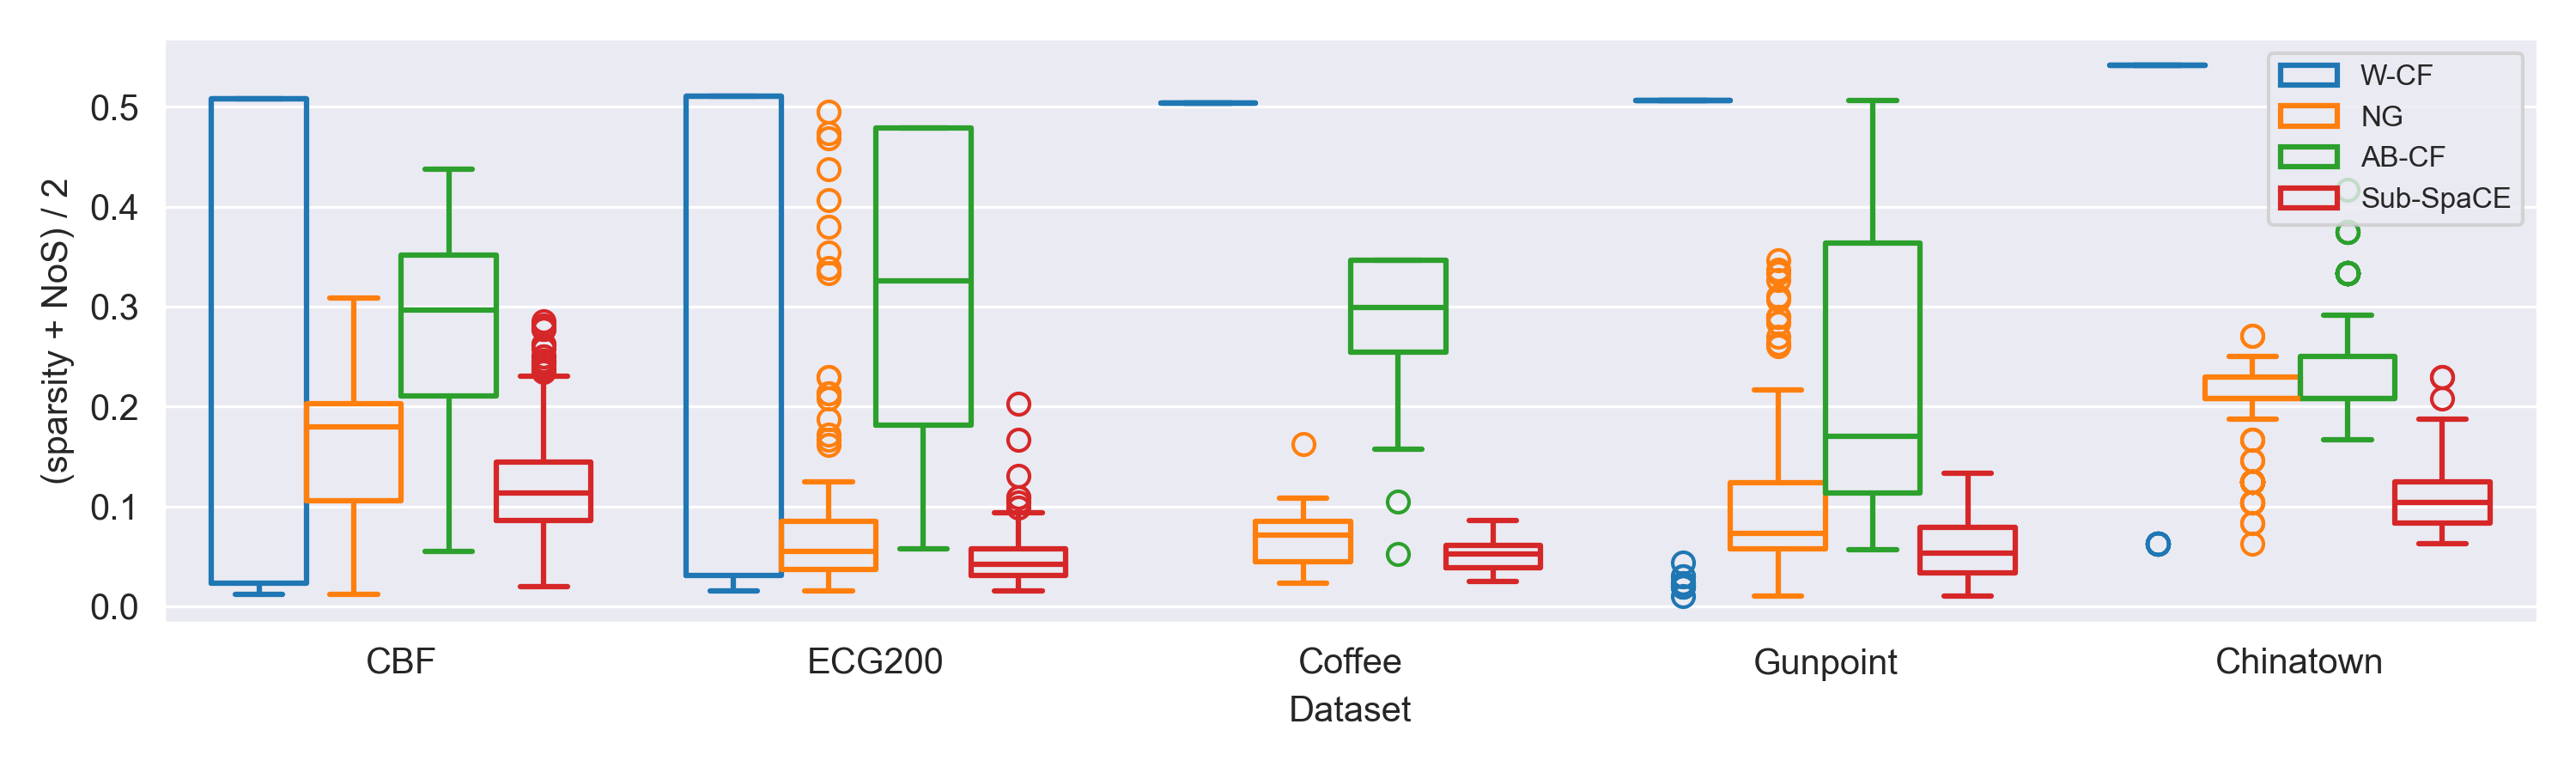 (sparsity + NoS) / 2
0.5
0.4
0.3
0.2
0.1
0.0
W-CF
NG
AB-CF
Sub-SpaCE
CBF
ECG200
Coffee
Gunpoint
Chinatown
Dataset